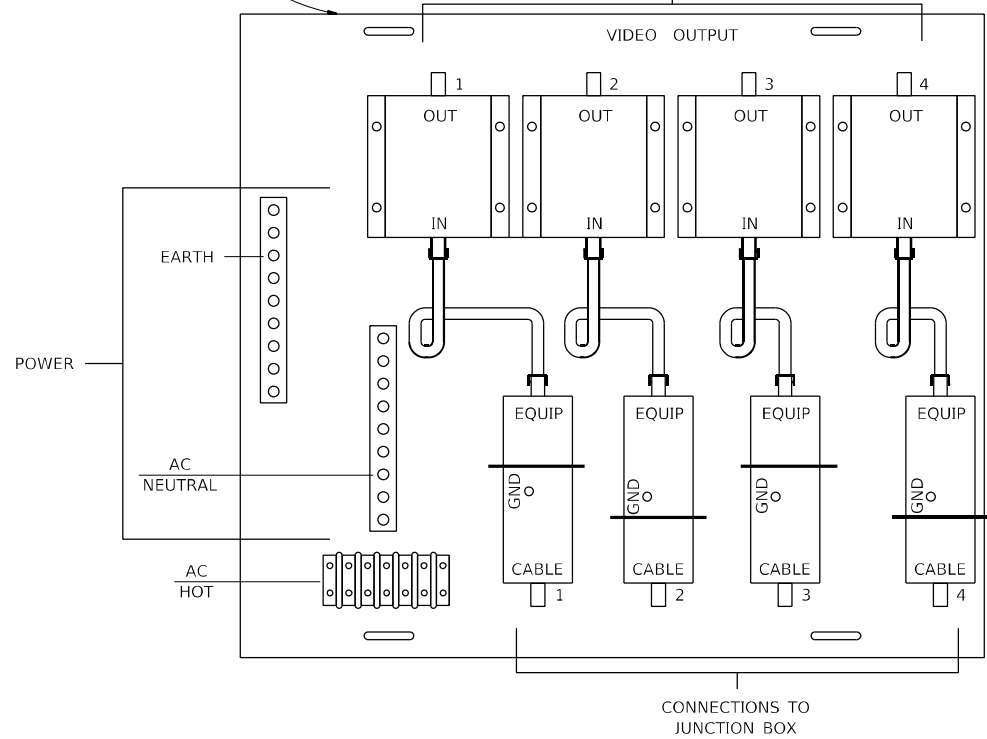 VIDEO OUTPUT
1 2 3 4
OUT OUT OUT OUT
IN IN IN IN
EARTH
POWER
EQUIP EQUIP EQUIP EQUIP
AC
NEUTRAL
GND GND GND GND
AC
HOT
CABLE CABLE CABLE CABLE
1 2 3 4
CONNECTIONS TO
JUNCTION BOX